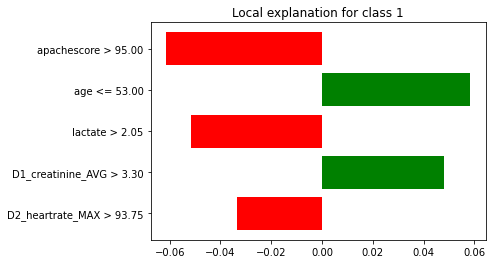 Local explanation for class 1
apachescore > 95.00
age <= 53.00
lactate > 2.05
D1_creatinine_AVG > 3.30
D2_heartrate_MAX > 93.75
−0.06 −0.04 −0.02 0.00 0.02 0.04 0.06